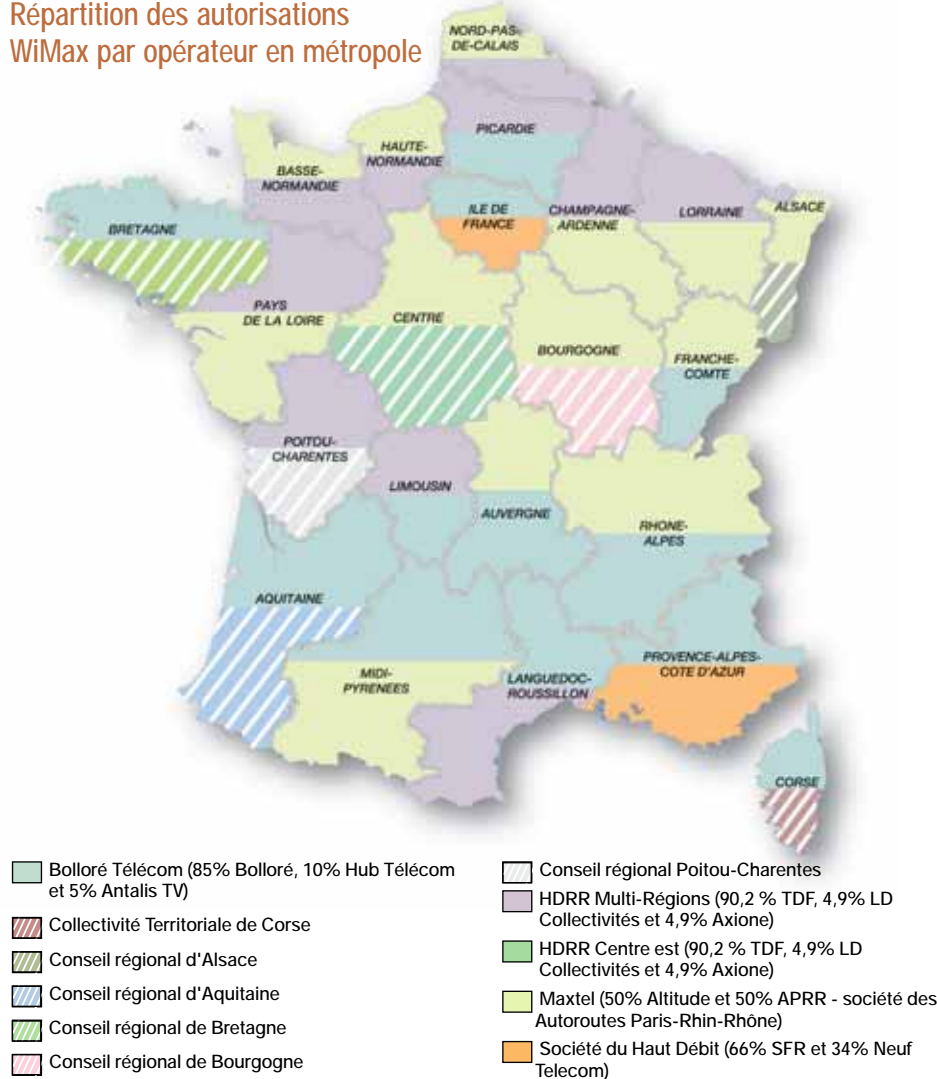 Répartition des autorisations
WiMax par opérateur en métropole
NORD-PAS-
DE-CALAIS
PICARDIE
HAUTE-
NORMANDIE
BASSE-
NORMANDIE
ILE DE
FRANCE
CHAMPAGNE-
ARDENNE
LORRAINE
ALSACE
BRETAGNE
PAYS
DE LA LOIRE
CENTRE
BOURGOGNE
FRANCHE-
COMTE
POITOU-
CHARENTES
LIMOUSIN
AUVERGNE
RHONE-
ALPES
AQUITAINE
MIDI-
PYRENEES
LANGUEDOC-
ROUSSILLON
PROVENCE-ALPES-
COTE D'AZUR
CORSE
Bolloré Télécom (85% Bolloré, 10% Hub Télécom
et 5% Antalis TV)
Collectivité Territoriale de Corse
Conseil régional d'Alsace
Conseil régional d'Aquitaine
Conseil régional de Bretagne
Conseil régional de Bourgogne
Conseil régional Poitou-Charentes
HDRR Multi-Régions (90,2 % TDF, 4,9% LD
Collectivités et 4,9% Axione)
HDRR Centre est (90,2 % TDF, 4,9% LD
Collectivités et 4,9% Axione)
Maxtel (50% Altitude et 50% APRR - société des
Autoroutes Paris-Rhin-Rhône)
Société du Haut Débit (66% SFR et 34% Neuf
Telecom)